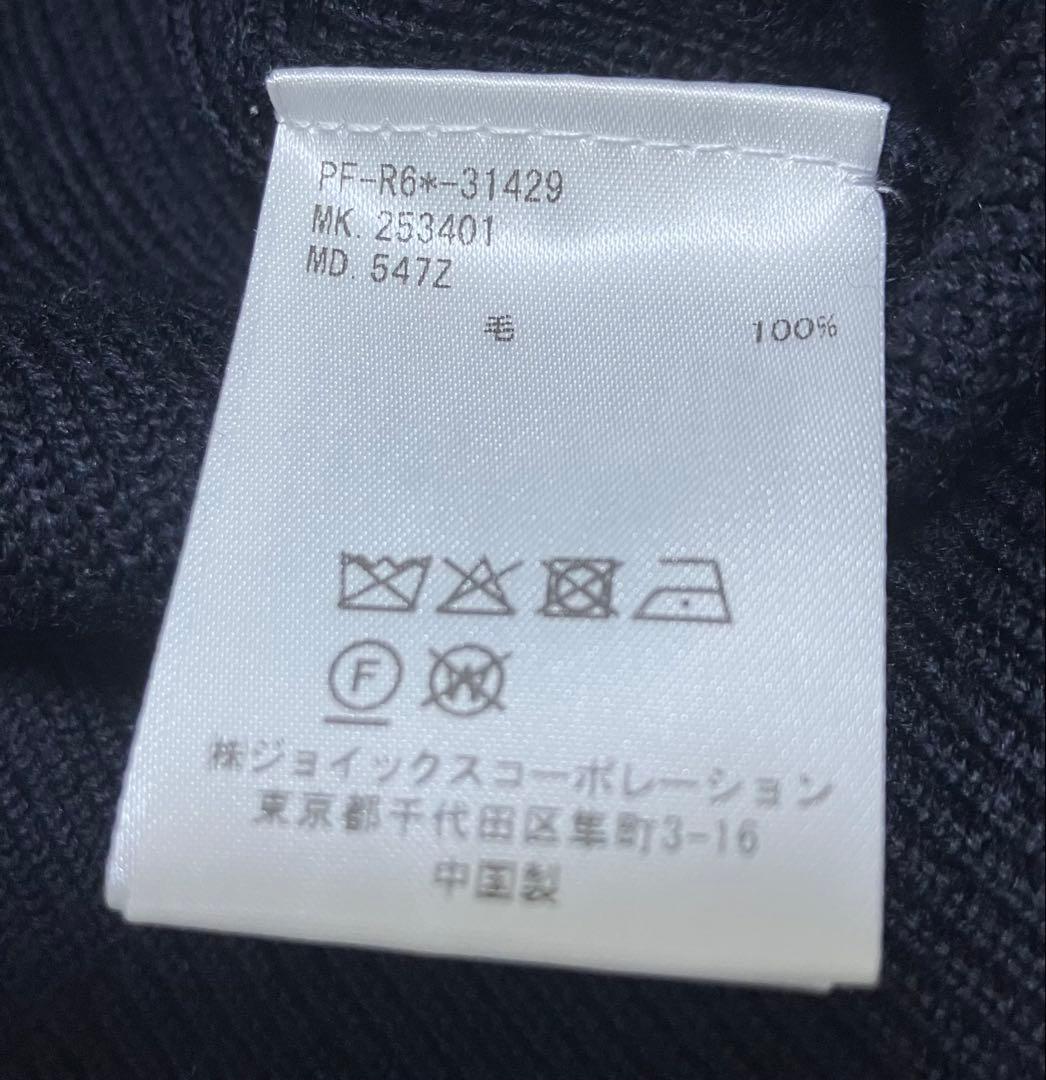 PF-R6*-31429
MK. 253401
MD. 547Z
毛 100%
F W
株ジョイックスコーポレーション
東京都千代田区隼町3-16
中国製